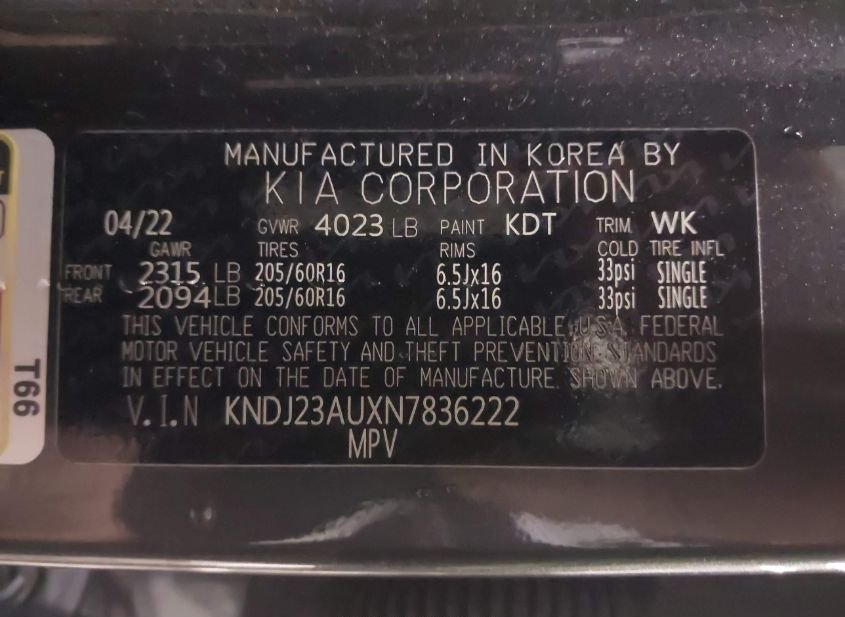 MANUFACTURED IN KOREA BY
KIA CORPORATION
04/22 GVWR 4023 LB PAINT KDT TRIM WK
GAWR TIRES RIMS COLD TIRE INFL
FRONT 2315 LB 205/60R16 6.5Jx16 33psi SINGLE
REAR 2094 LB 205/60R16 6.5Jx16 33psi SINGLE
THIS VEHICLE CONFORMS TO ALL APPLICABLE U.S.A. FEDERAL
MOTOR VEHICLE SAFETY AND THEFT PREVENTION STANDARDS
IN EFFECT ON THE DATE OF MANUFACTURE SHOWN ABOVE.
V.I.N KNDJ23AUXN7836222
MPV
T66